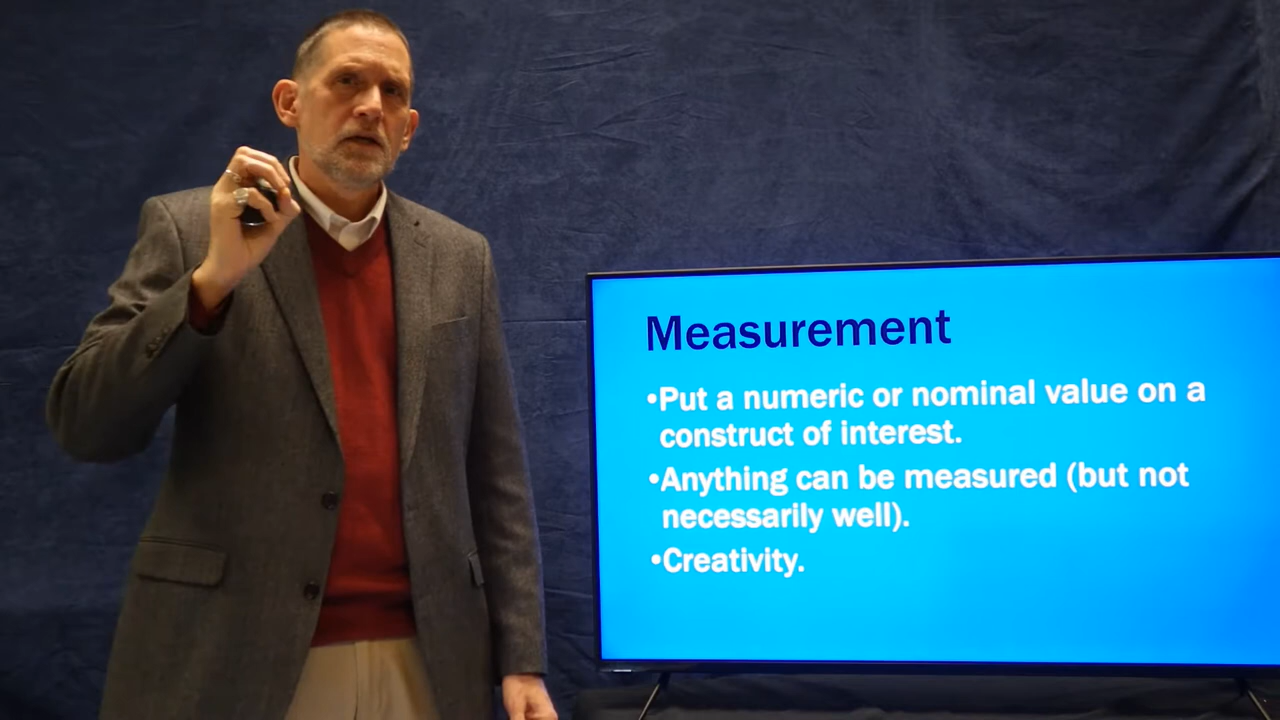 Measurement
•Put a numeric or nominal value on a
construct of interest.
•Anything can be measured (but not
necessarily well).
•Creativity.